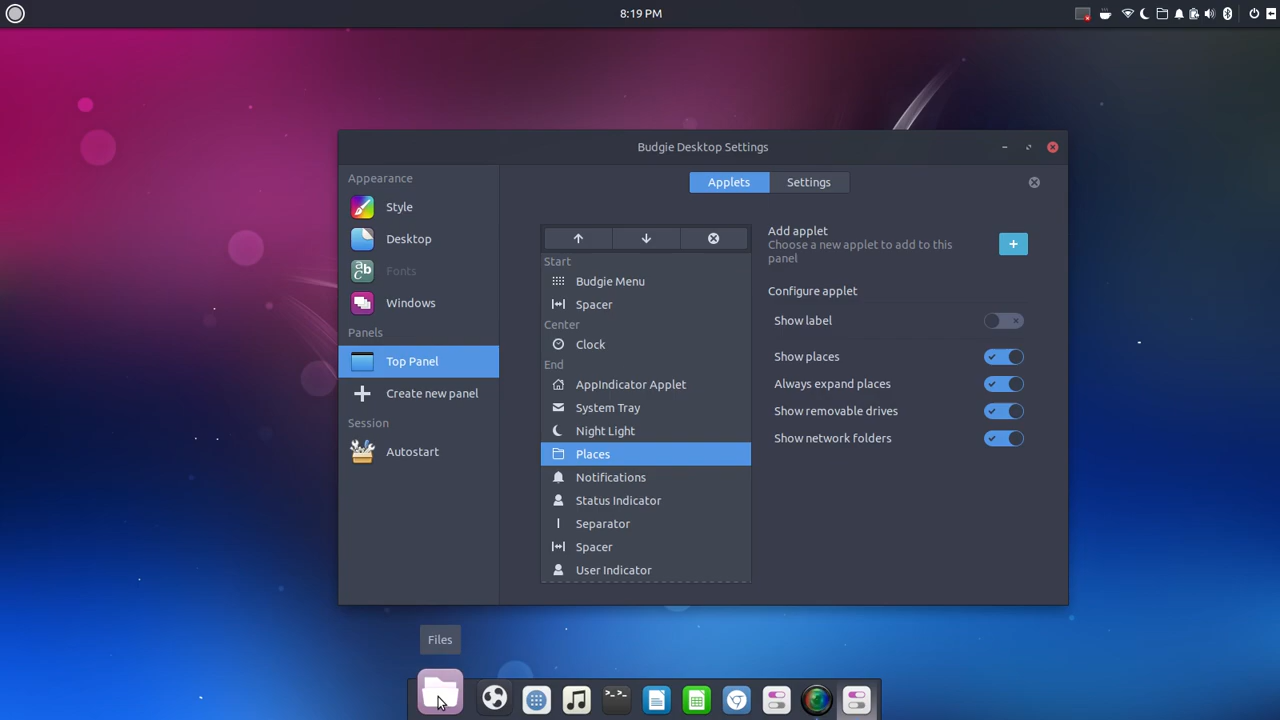 8:19 PM
Budgie Desktop Settings
Appearance
Style
Desktop
abc
Fonts
Windows
Panels
Top Panel
Create new panel
Session
Autostart
Applets
Settings
Start
Budgie Menu
Spacer
Center
Clock
End
AppIndicator Applet
System Tray
Night Light
Places
Notifications
Status Indicator
Separator
Spacer
User Indicator
Add applet
Choose a new applet to add to this
panel
Configure applet
Show label
Show places
Always expand places
Show removable drives
Show network folders
Files